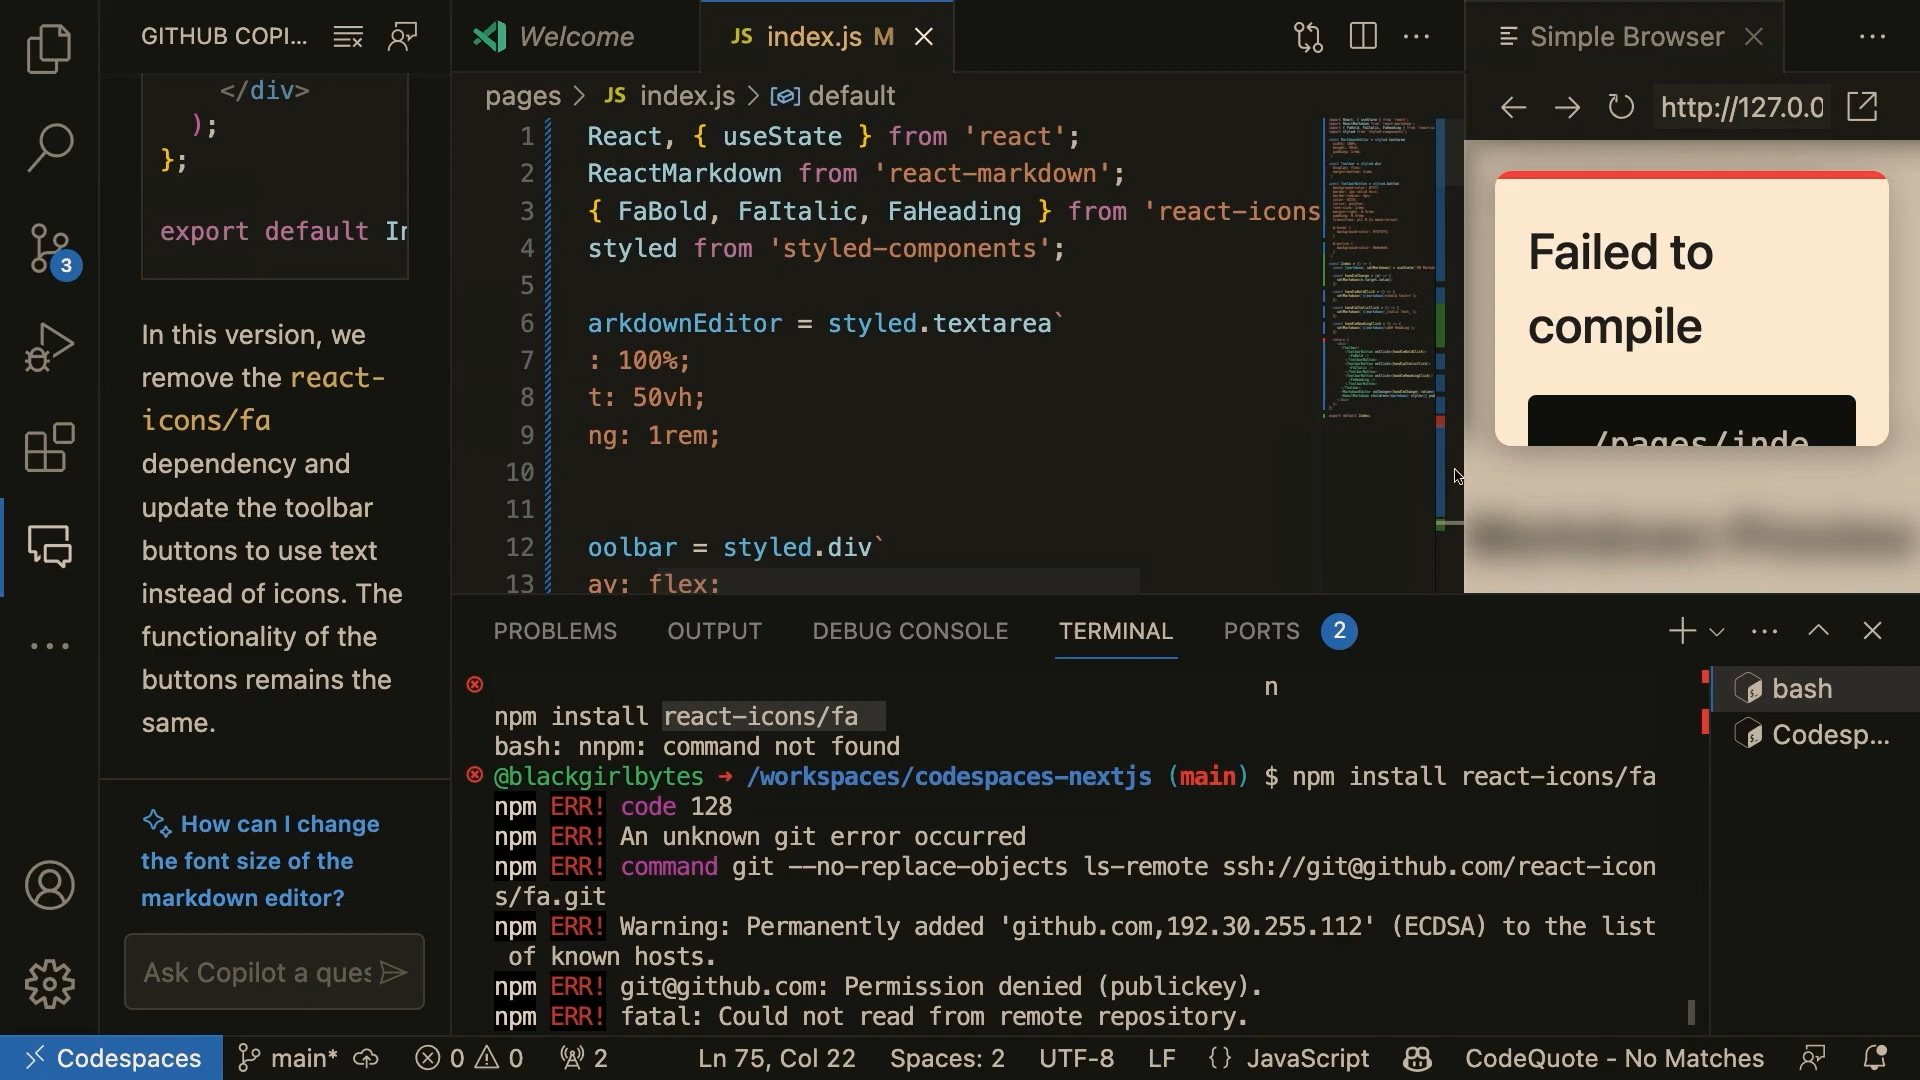 GITHUB COPI...
</div>
);
};
export default In
In this version, we
remove the react-
icons/fa
dependency and
update the toolbar
buttons to use text
instead of icons. The
functionality of the
buttons remains the
same.
How can I change
the font size of the
markdown editor?
Ask Copilot a ques
3
Welcome
JS index.js M
pages > JS index.js > default
1 React, { useState } from 'react';
2 ReactMarkdown from 'react-markdown';
3 { FaBold, FaItalic, FaHeading } from 'react-icons
4 styled from 'styled-components';
5
6 arkdownEditor = styled.textarea`
7 : 100%;
8 t: 50vh;
9 ng: 1rem;
10
11
12 oolbar = styled.div`
13 ay: flex;
Simple Browser
http://127.0.0
Failed to
compile
./pages/inde
PROBLEMS OUTPUT DEBUG CONSOLE TERMINAL PORTS 2
n
npm install react-icons/fa
bash: nnpm: command not found
@blackgirlbytes → /workspaces/codespaces-nextjs (main) $ npm install react-icons/fa
npm ERR! code 128
npm ERR! An unknown git error occurred
npm ERR! command git --no-replace-objects ls-remote ssh://git@github.com/react-icon
s/fa.git
npm ERR! Warning: Permanently added 'github.com,192.30.255.112' (ECDSA) to the list
of known hosts.
npm ERR! git@github.com: Permission denied (publickey).
npm ERR! fatal: Could not read from remote repository.
bash
Codesp...
Codespaces main* 0 0 2 Ln 75, Col 22 Spaces: 2 UTF-8 LF {} JavaScript CodeQuote - No Matches